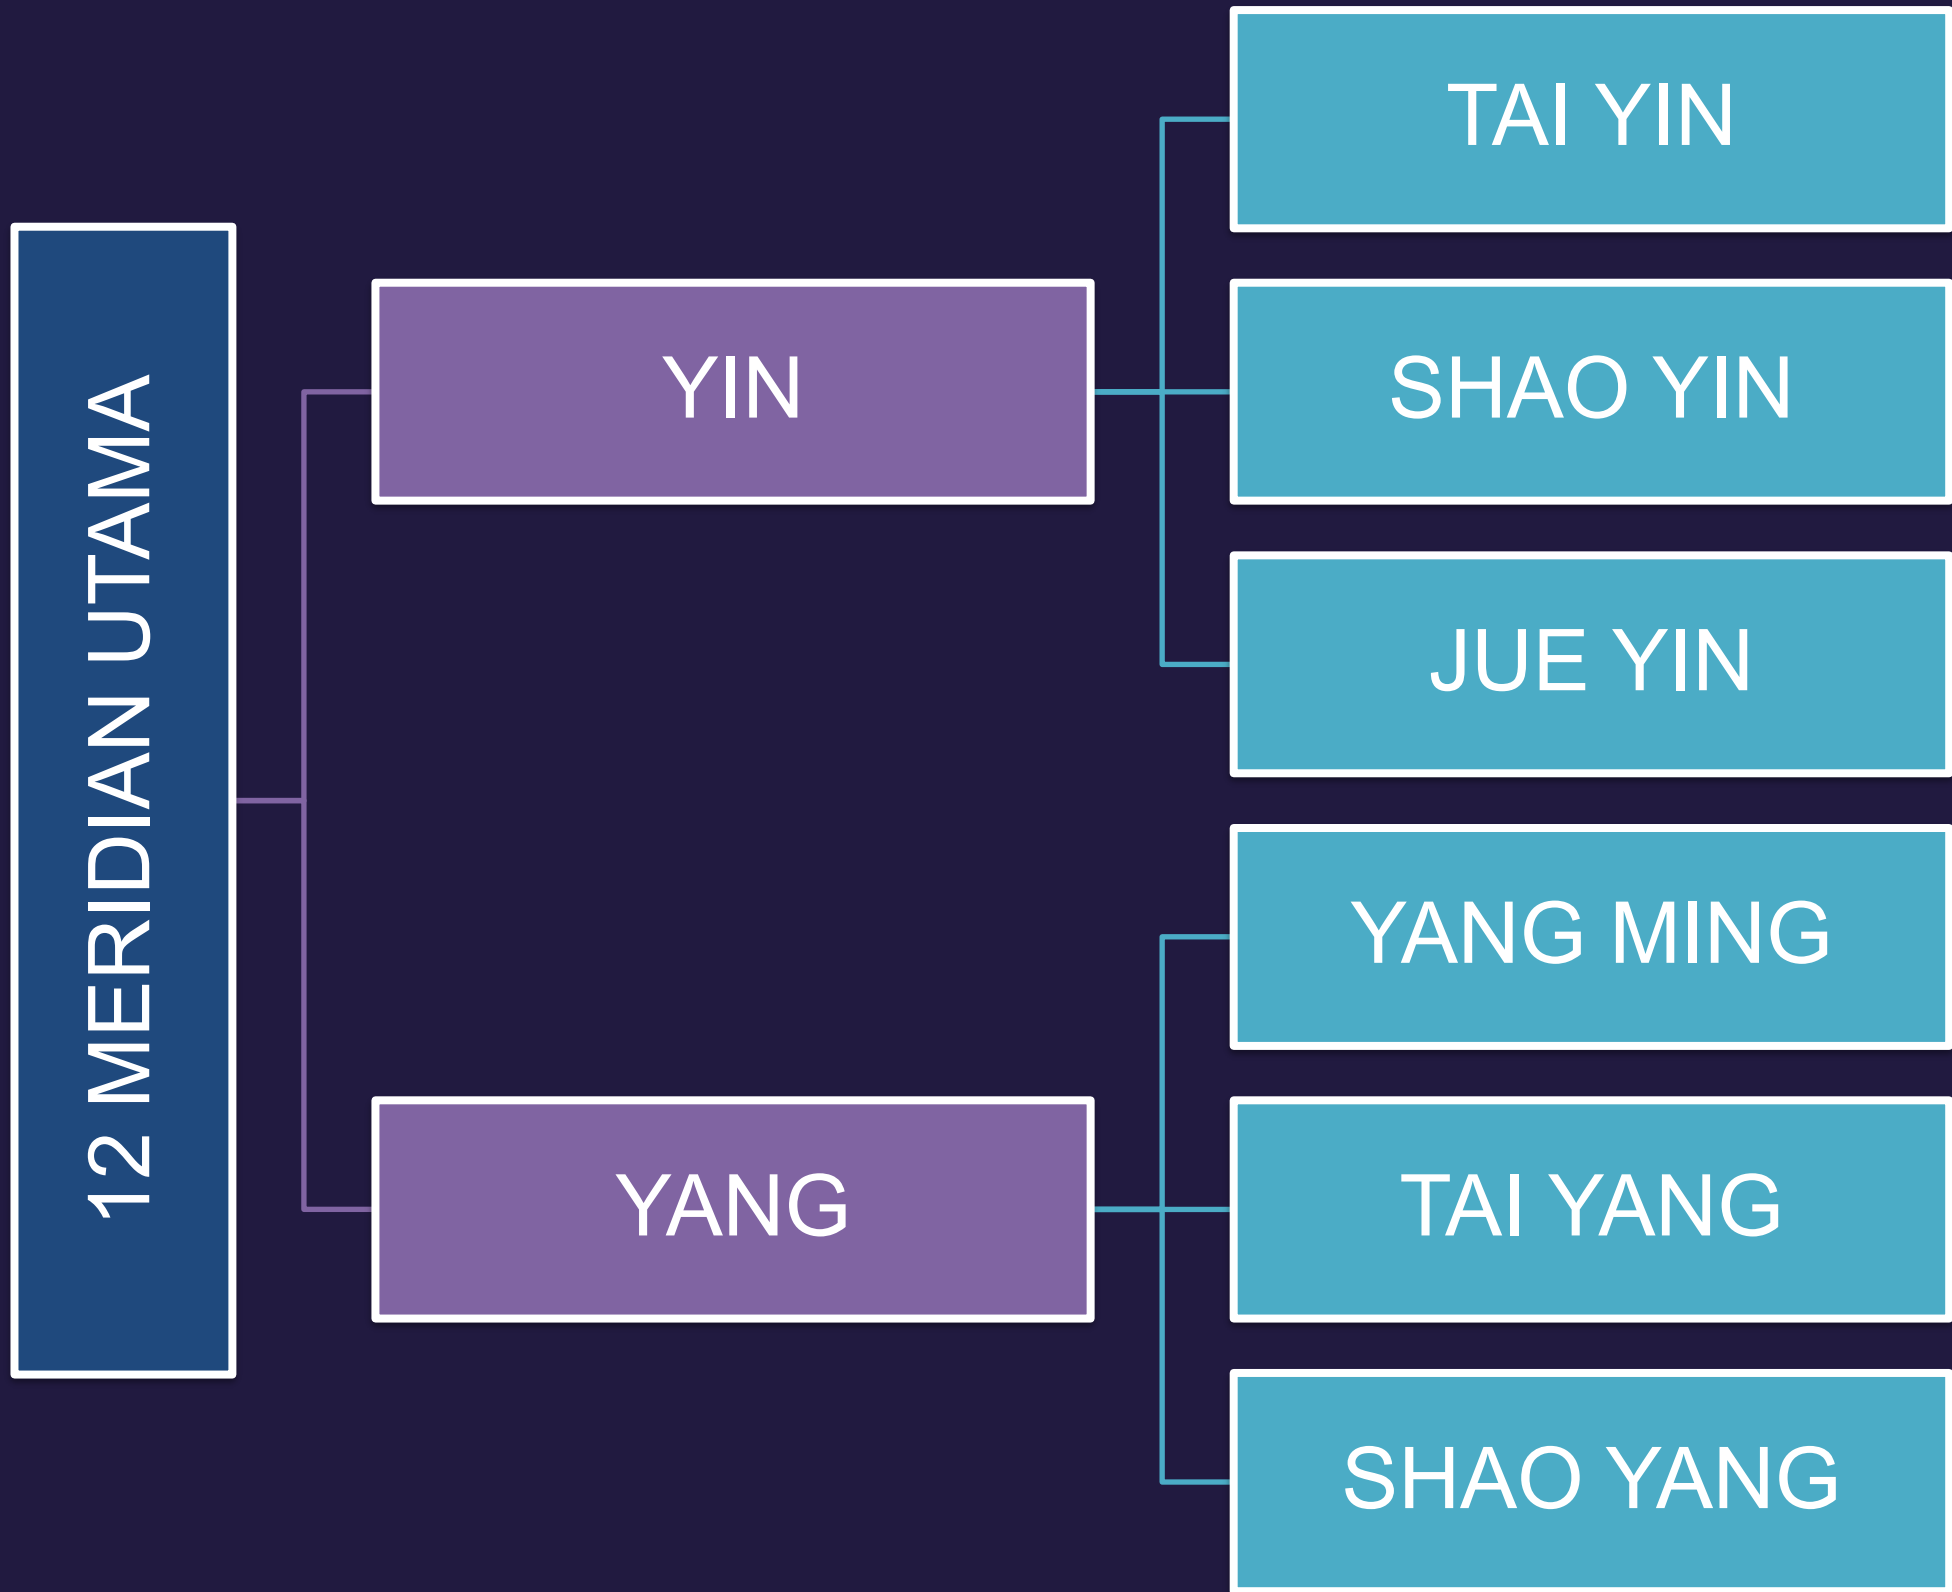 12 MERIDIAN UTAMA
YIN
TAI YIN
SHAO YIN
JUE YIN
YANG
YANG MING
TAI YANG
SHAO YANG